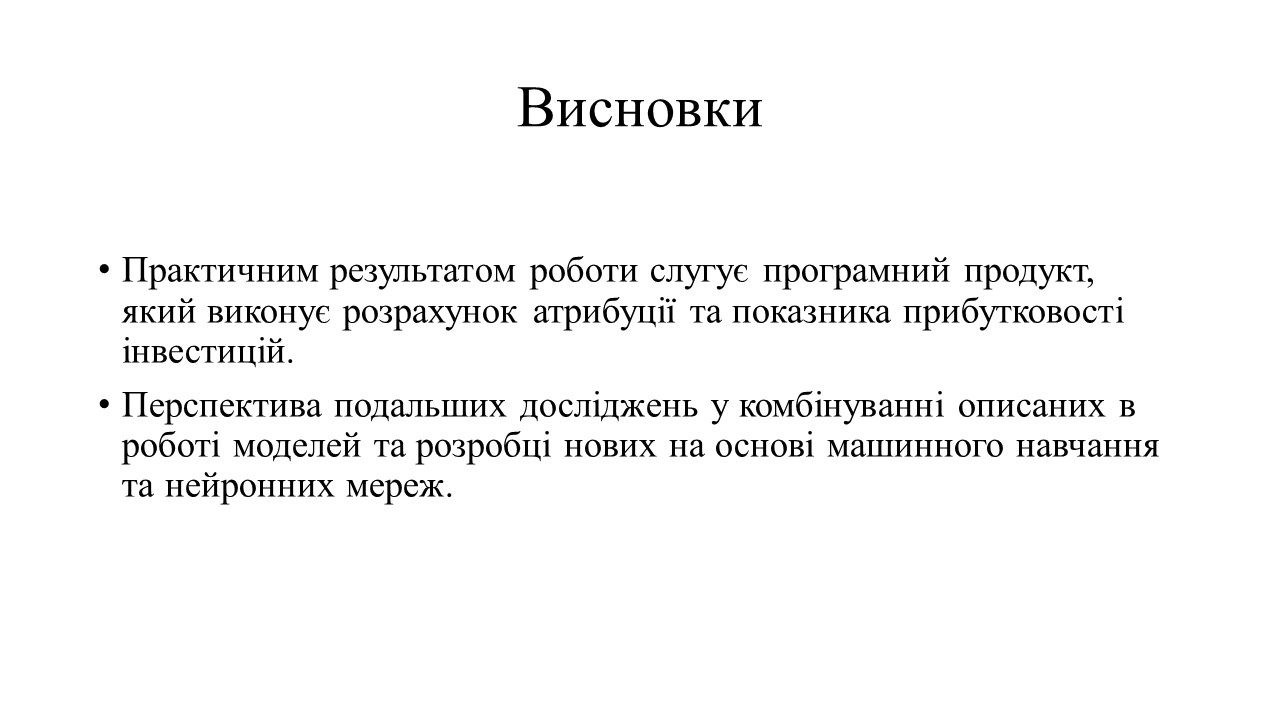 Висновки
• Практичним результатом роботи слугує програмний продукт,
який виконує розрахунок атрибуції та показника прибутковості
інвестицій.
• Перспектива подальших досліджень у комбінуванні описаних в
роботі моделей та розробці нових на основі машинного навчання
та нейронних мереж.